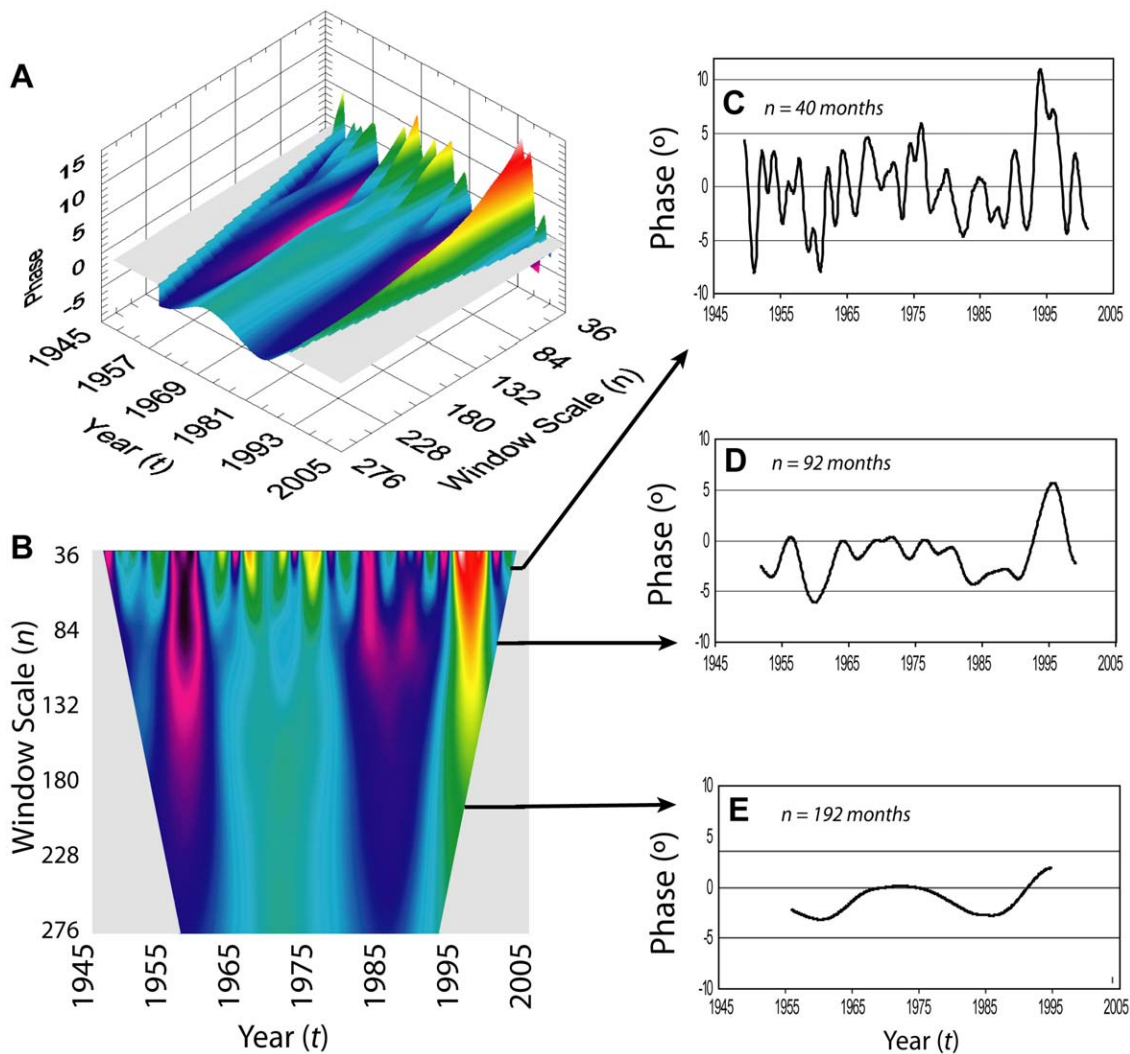 A
15
10
5
0
-5
Phase
1945
1957
1969
1981
1993
2005
Year (t)
36
84
132
180
228
276
Window Scale (n)
B
36
84
132
180
228
276
Window Scale (n)
1945
1955
1965
1975
1985
1995
2005
Year (t)
C
n = 40 months
10
5
0
-5
-10
Phase (º)
1945 1955 1965 1975 1985 1995 2005
D
n = 92 months
10
5
0
-5
-10
Phase (º)
1945 1955 1965 1975 1985 1995 2005
E
n = 192 months
10
5
0
-5
-10
Phase (º)
1945 1955 1965 1975 1985 1995 2005
Year (t)